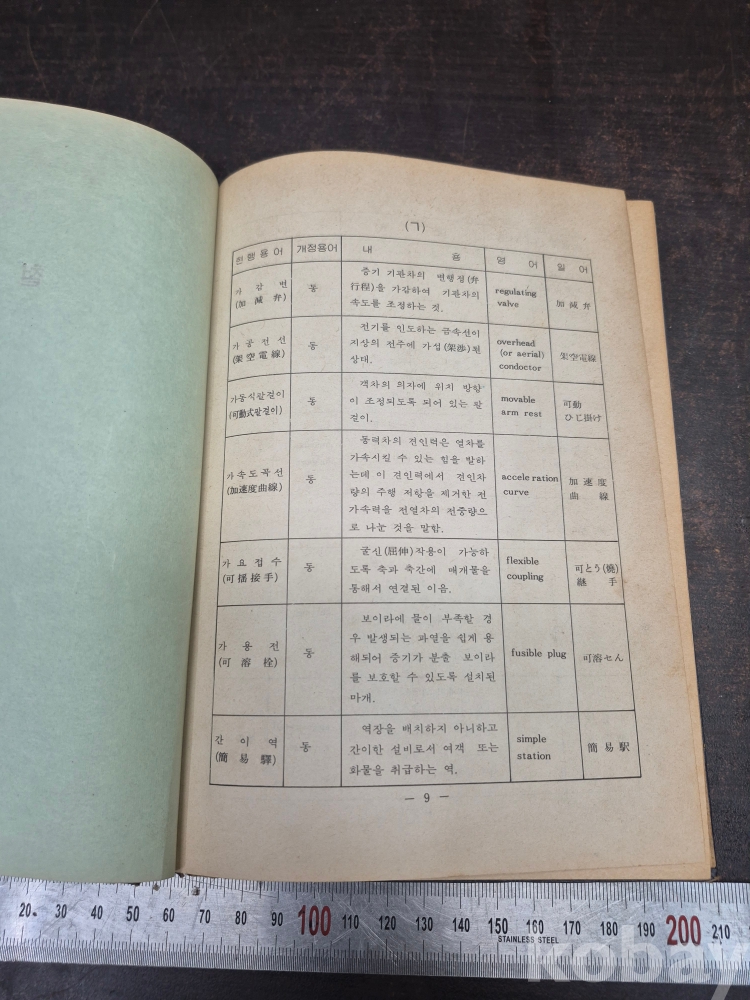 (ㄱ)
현행용어 개정용어 내 용 영 어 일 어
가 감 변
(加 減 弁)
동
증기 기관차의 변행정(弁
行程)을 가감하여 기관차의
속도를 조정하는 것.
regulating
valve
加 減 弁
가 공 전 선
(架 空 電 線)
동
전기를 인도하는 금속선이
지상의 전주에 가섭(架渉)된
상태.
overhead
(or aerial)
condoctor
架空電線
가동식팔걸이
(可動式팔걸이)
동
객차의 의자에 위치 방향
이 조정되도록 되어 있는 팔
걸이.
movable
arm rest
可動
ひじ掛け
가 속 도 곡 선
(加速度曲線)
동
동력차의 견인력은 열차를
가속시킬 수 있는 힘을 발하
는데 이 견인력에서 견인차
량의 주행 저항을 제거한 전
가속력을 전열차의 전중량으
로 나눈 것을 말함.
accele ration
curve
加 速 度
曲 線
가 요 접 수
(可 揺 接 手)
동
굴신(屈伸)작용이 가능하
도록 축과 축간에 매개물을
통해서 연결된 이음.
flexible
coupling
可とう(撓)
継 手
가 용 전
(可 溶 栓)
동
보이라에 물이 부족할 경
우 발생되는 과열을 쉽게 용
해되어 증기가 분출 보이라
를 보호할 수 있도록 설치된
마개.
fusible plug
可溶せん
간 이 역
(簡 易 驛)
동
역장을 배치하지 아니하고
간이한 설비로서 여객 또는
화물을 취급하는 역.
simple
station
簡 易 駅
— 9 —
20 30 40 50 60 70 80 90 100 110 120 130 140 150 160 170 180 190 200 210
STAINLESS STEEL
kobay